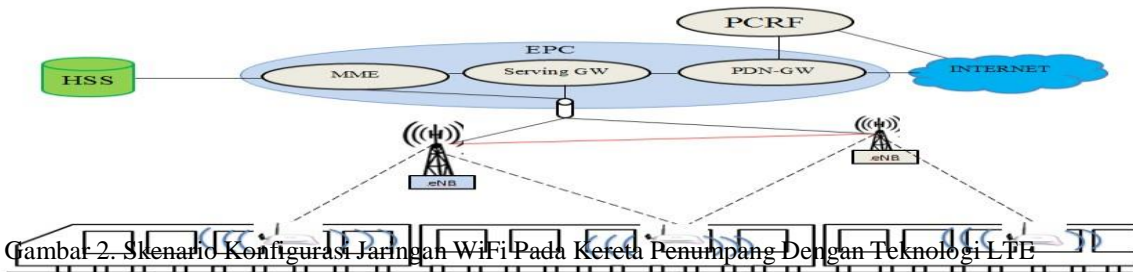 PCRF
EPC
HSS
MME
Serving GW
PDN-GW
INTERNET
eNB
eNB
Gambar 2. Skenario Konfigurasi Jaringan WiFi Pada Kereta Penumpang Dengan Teknologi LTE